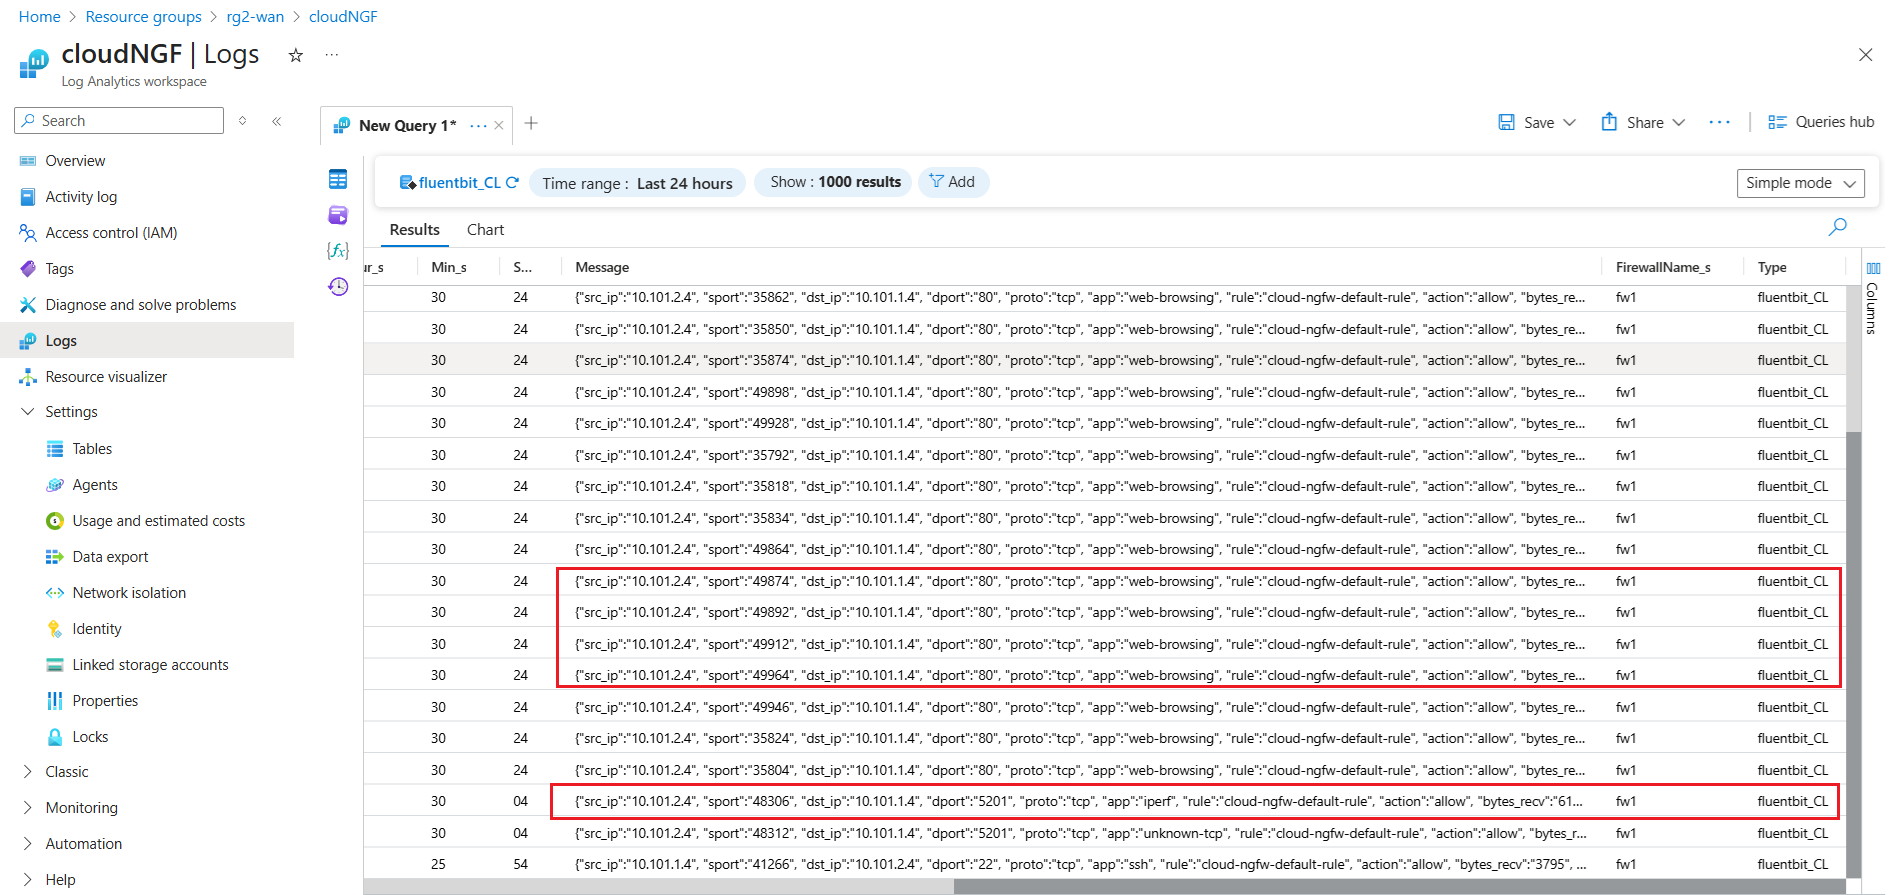 Home > Resource groups > rg2-wan > cloudNGF
cloudNGF | Logs
Log Analytics workspace
Search
Overview
Activity log
Access control (IAM)
Tags
Diagnose and solve problems
Logs
Resource visualizer
Settings
Tables
Agents
Usage and estimated costs
Data export
Network isolation
Identity
Linked storage accounts
Properties
Locks
Classic
Monitoring
Automation
Help
New Query 1* ···
Save Share ··· Queries hub
fluentbit_CL Time range : Last 24 hours Show : 1000 results Add Simple mode
Results Chart
ur_s Min_s S... Message FirewallName_s Type
30 24 {"src_ip":"10.101.2.4", "sport":"35862", "dst_ip":"10.101.1.4", "dport":"80", "proto":"tcp", "app":"web-browsing", "rule":"cloud-ngfw-default-rule", "action":"allow", "bytes_re... fw1 fluentbit_CL
30 24 {"src_ip":"10.101.2.4", "sport":"35850", "dst_ip":"10.101.1.4", "dport":"80", "proto":"tcp", "app":"web-browsing", "rule":"cloud-ngfw-default-rule", "action":"allow", "bytes_re... fw1 fluentbit_CL
30 24 {"src_ip":"10.101.2.4", "sport":"35874", "dst_ip":"10.101.1.4", "dport":"80", "proto":"tcp", "app":"web-browsing", "rule":"cloud-ngfw-default-rule", "action":"allow", "bytes_re... fw1 fluentbit_CL
30 24 {"src_ip":"10.101.2.4", "sport":"49898", "dst_ip":"10.101.1.4", "dport":"80", "proto":"tcp", "app":"web-browsing", "rule":"cloud-ngfw-default-rule", "action":"allow", "bytes_re... fw1 fluentbit_CL
30 24 {"src_ip":"10.101.2.4", "sport":"49928", "dst_ip":"10.101.1.4", "dport":"80", "proto":"tcp", "app":"web-browsing", "rule":"cloud-ngfw-default-rule", "action":"allow", "bytes_re... fw1 fluentbit_CL
30 24 {"src_ip":"10.101.2.4", "sport":"35792", "dst_ip":"10.101.1.4", "dport":"80", "proto":"tcp", "app":"web-browsing", "rule":"cloud-ngfw-default-rule", "action":"allow", "bytes_re... fw1 fluentbit_CL
30 24 {"src_ip":"10.101.2.4", "sport":"35818", "dst_ip":"10.101.1.4", "dport":"80", "proto":"tcp", "app":"web-browsing", "rule":"cloud-ngfw-default-rule", "action":"allow", "bytes_re... fw1 fluentbit_CL
30 24 {"src_ip":"10.101.2.4", "sport":"35834", "dst_ip":"10.101.1.4", "dport":"80", "proto":"tcp", "app":"web-browsing", "rule":"cloud-ngfw-default-rule", "action":"allow", "bytes_re... fw1 fluentbit_CL
30 24 {"src_ip":"10.101.2.4", "sport":"49864", "dst_ip":"10.101.1.4", "dport":"80", "proto":"tcp", "app":"web-browsing", "rule":"cloud-ngfw-default-rule", "action":"allow", "bytes_re... fw1 fluentbit_CL
30 24 {"src_ip":"10.101.2.4", "sport":"49874", "dst_ip":"10.101.1.4", "dport":"80", "proto":"tcp", "app":"web-browsing", "rule":"cloud-ngfw-default-rule", "action":"allow", "bytes_re... fw1 fluentbit_CL
30 24 {"src_ip":"10.101.2.4", "sport":"49892", "dst_ip":"10.101.1.4", "dport":"80", "proto":"tcp", "app":"web-browsing", "rule":"cloud-ngfw-default-rule", "action":"allow", "bytes_re... fw1 fluentbit_CL
30 24 {"src_ip":"10.101.2.4", "sport":"49912", "dst_ip":"10.101.1.4", "dport":"80", "proto":"tcp", "app":"web-browsing", "rule":"cloud-ngfw-default-rule", "action":"allow", "bytes_re... fw1 fluentbit_CL
30 24 {"src_ip":"10.101.2.4", "sport":"49964", "dst_ip":"10.101.1.4", "dport":"80", "proto":"tcp", "app":"web-browsing", "rule":"cloud-ngfw-default-rule", "action":"allow", "bytes_re... fw1 fluentbit_CL
30 24 {"src_ip":"10.101.2.4", "sport":"49946", "dst_ip":"10.101.1.4", "dport":"80", "proto":"tcp", "app":"web-browsing", "rule":"cloud-ngfw-default-rule", "action":"allow", "bytes_re... fw1 fluentbit_CL
30 24 {"src_ip":"10.101.2.4", "sport":"35824", "dst_ip":"10.101.1.4", "dport":"80", "proto":"tcp", "app":"web-browsing", "rule":"cloud-ngfw-default-rule", "action":"allow", "bytes_re... fw1 fluentbit_CL
30 24 {"src_ip":"10.101.2.4", "sport":"35804", "dst_ip":"10.101.1.4", "dport":"80", "proto":"tcp", "app":"web-browsing", "rule":"cloud-ngfw-default-rule", "action":"allow", "bytes_re... fw1 fluentbit_CL
30 04 {"src_ip":"10.101.2.4", "sport":"48306", "dst_ip":"10.101.1.4", "dport":"5201", "proto":"tcp", "app":"iperf", "rule":"cloud-ngfw-default-rule", "action":"allow", "bytes_recv":"61... fw1 fluentbit_CL
30 04 {"src_ip":"10.101.2.4", "sport":"48312", "dst_ip":"10.101.1.4", "dport":"5201", "proto":"tcp", "app":"unknown-tcp", "rule":"cloud-ngfw-default-rule", "action":"allow", "bytes_r... fw1 fluentbit_CL
25 54 {"src_ip":"10.101.1.4", "sport":"41266", "dst_ip":"10.101.2.4", "dport":"22", "proto":"tcp", "app":"ssh", "rule":"cloud-ngfw-default-rule", "action":"allow", "bytes_recv":"3795", ... fw1 fluentbit_CL
Columns